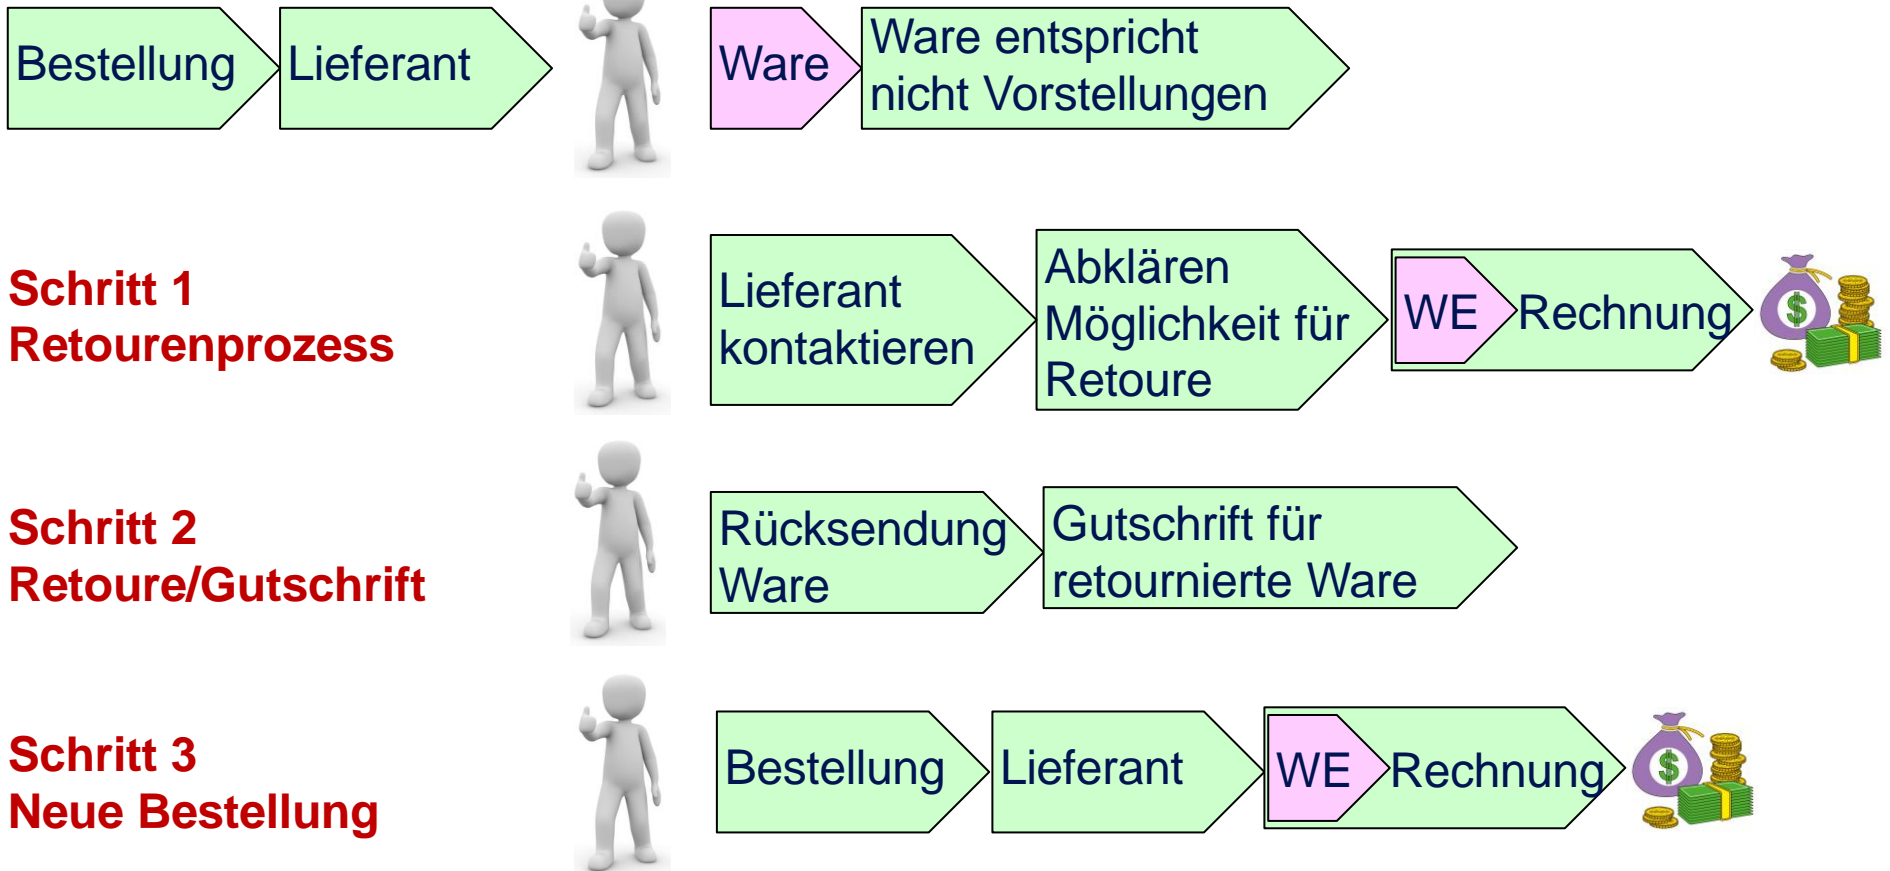 Bestellung
Lieferant
Ware
Ware entspricht
nicht Vorstellungen
Schritt 1
Retourenprozess
Lieferant
kontaktieren
Abklären
Möglichkeit für
Retoure
WE
Rechnung
$
Schritt 2
Retoure/Gutschrift
Rücksendung
Ware
Gutschrift für
retournierte Ware
Schritt 3
Neue Bestellung
Bestellung
Lieferant
WE
Rechnung
$